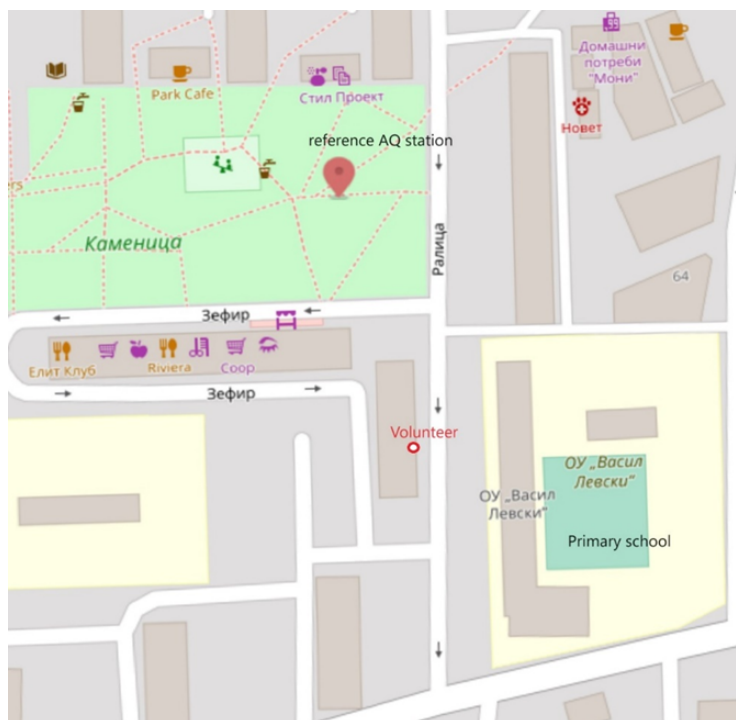 Домашни
потреби
"Мони"
Park Cafe
Стил Проект
Новет
reference AQ station
ers
Каменица
Ралица
64
Зефир
Елит Клуб
Riviera
Coop
Зефир
Volunteer
ОУ „Васил
Левски“
ОУ „Васил
Левски“
Primary school